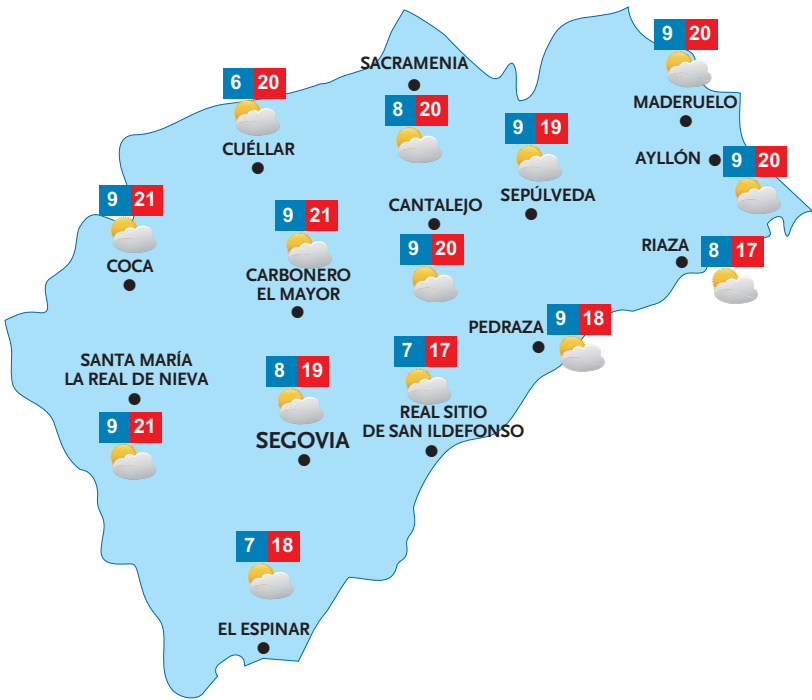 9 20
MADERUELO
SACRAMENIA
8 20
6 20
CUÉLLAR
9 19
SEPÚLVEDA
AYLLÓN
9 20
9 21
COCA
9 21
CARBONERO
EL MAYOR
CANTALEJO
9 20
RIAZA
8 17
PEDRAZA
9 18
SANTA MARÍA
LA REAL DE NIEVA
9 21
8 19
SEGOVIA
7 17
REAL SITIO
DE SAN ILDEFONSO
7 18
EL ESPINAR